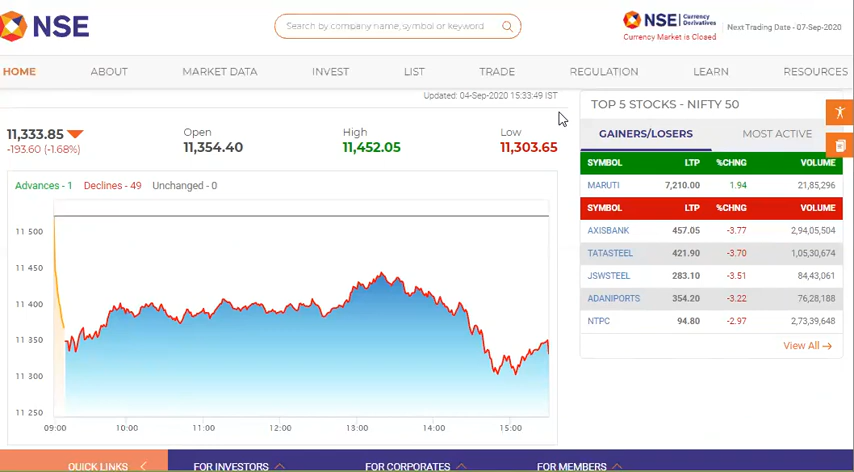 NSE
Search by company name, symbol or keyword
NSE Currency Derivatives
Currency Market is Closed
Next Trading Date - 07-Sep-2020
HOME ABOUT MARKET DATA INVEST LIST TRADE REGULATION LEARN RESOURCES
Updated: 04-Sep-2020 15:33:49 IST
11,333.85
-193.60 (-1.68%)
Open
11,354.40
High
11,452.05
Low
11,303.65
Advances - 1 Declines - 49 Unchanged - 0
11 500
11 450
11 400
11 350
11 300
11 250
09:00 10:00 11:00 12:00 13:00 14:00 15:00
TOP 5 STOCKS - NIFTY 50
GAINERS/LOSERS MOST ACTIVE
SYMBOL LTP %CHNG VOLUME
MARUTI 7,210.00 1.94 21,85,296
SYMBOL LTP %CHNG VOLUME
AXISBANK 457.05 -3.77 2,94,05,504
TATASTEEL 421.90 -3.70 1,05,30,674
JSWSTEEL 283.10 -3.51 84,43,061
ADANIPORTS 354.20 -3.22 76,28,188
NTPC 94.80 -2.97 2,73,39,648
View All
QUICK LINKS FOR INVESTORS FOR CORPORATES FOR MEMBERS